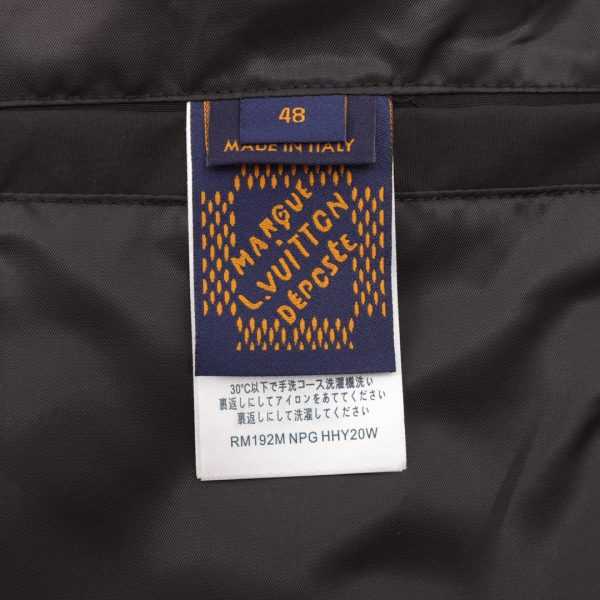 48
MADE IN ITALY
MARQUE
L.VUITTON
DÉPOSÉE
30°C以下で手洗コース洗濯機洗い
裏返しにしてアイロンをあててください
裏返しにして洗濯してください
RM192M NPG HHY20W